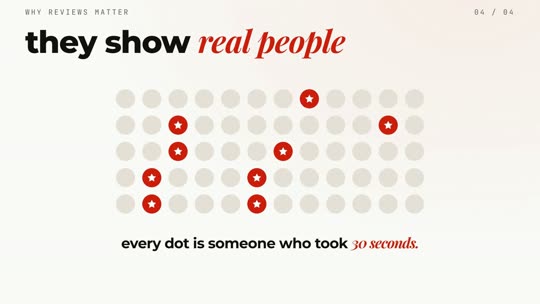 WHY REVIEWS MATTER
04 / 04
they show real people
every dot is someone who took 30 seconds.